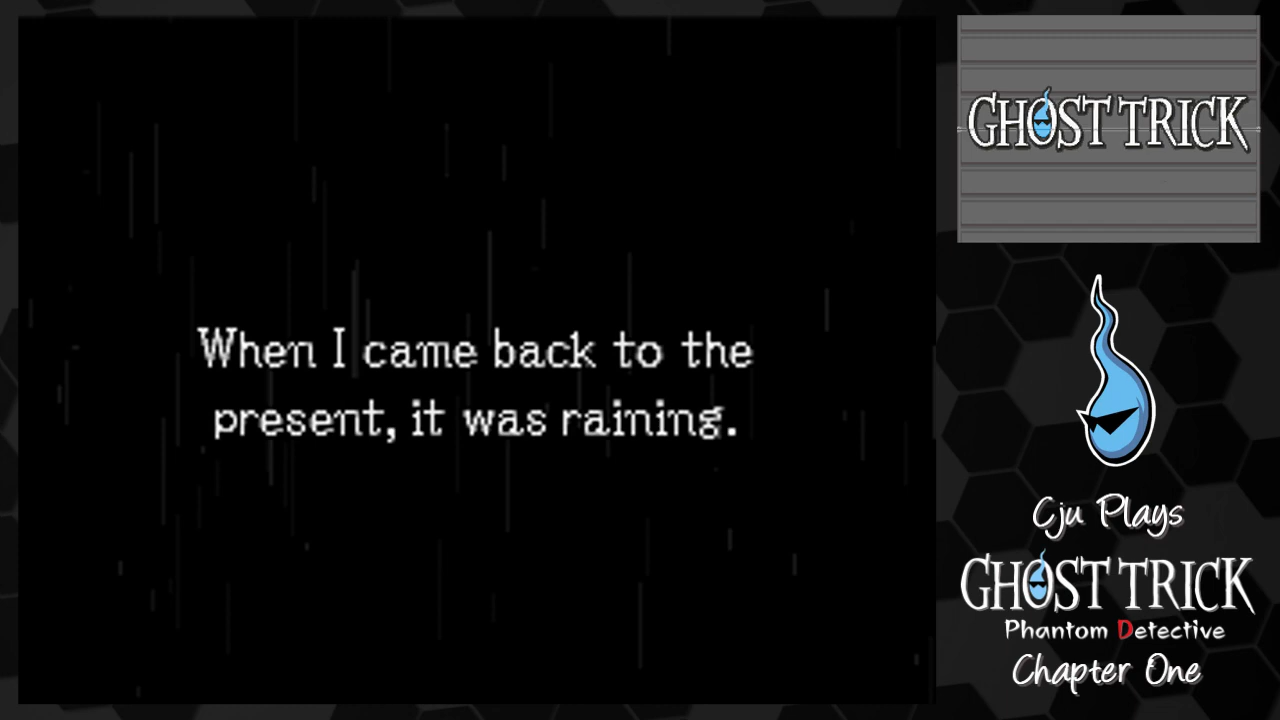 When I came back to the
present, it was raining.
GHOST TRICK
Cju Plays
GHOST TRICK
Phantom Detective
Chapter One